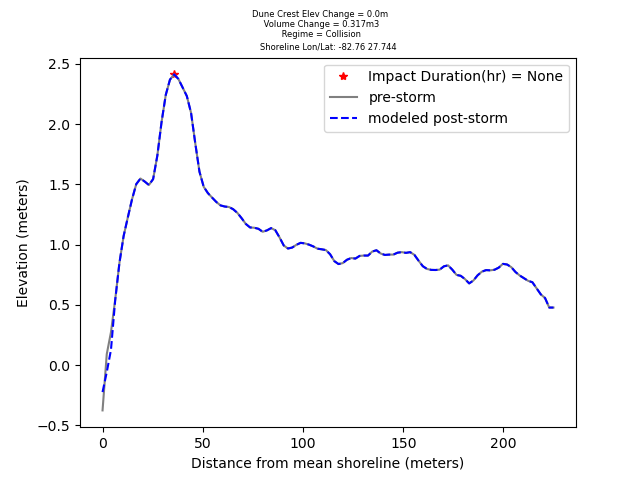 Dune Crest Elev Change = 0.0m
Volume Change = 0.317m3
Regime = Collision
Shoreline Lon/Lat: -82.76 27.744
Impact Duration(hr) = None
pre-storm
modeled post-storm
2.5
2.0
1.5
1.0
0.5
0.0
−0.5
Elevation (meters)
0
50
100
150
200
Distance from mean shoreline (meters)